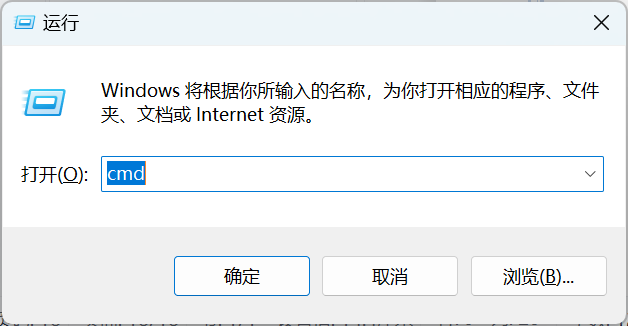 运行
Windows 将根据你所输入的名称，为你打开相应的程序、文件
夹、文档或 Internet 资源。
打开(O): cmd
确定 取消 浏览(B)...